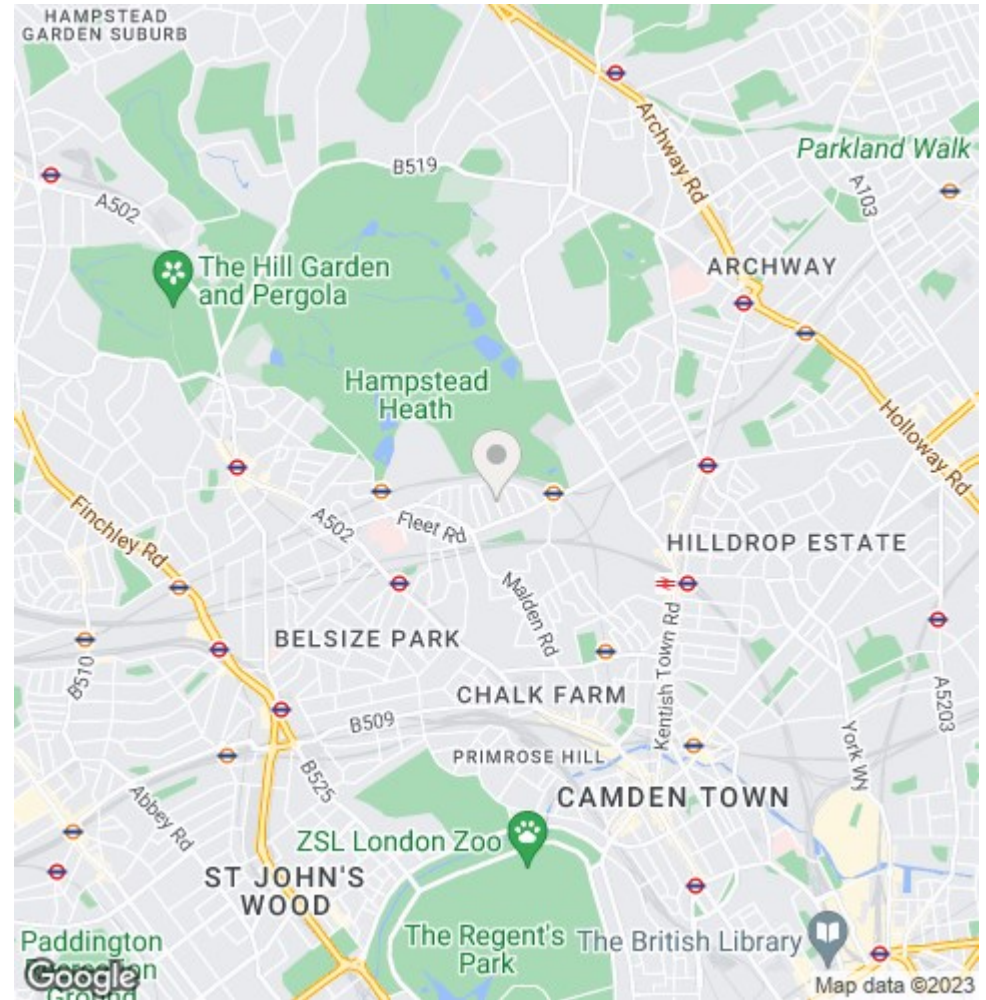 HAMPSTEAD
GARDEN SUBURB
B519
Archway Rd
Parkland Walk
A103
A502
The Hill Garden
and Pergola
ARCHWAY
Hampstead
Heath
Holloway Rd
Finchley Rd
A502
Fleet Rd
HILLDROP ESTATE
Malden Rd
Kentish Town Rd
BELSIZE PARK
B510
CHALK FARM
A5203
B509
York Wy
PRIMROSE HILL
B525
Abbey Rd
CAMDEN TOWN
ZSL London Zoo
ST JOHN'S
WOOD
The Regent's
Park
The British Library
Paddington
Ground
Google
Map data ©2023